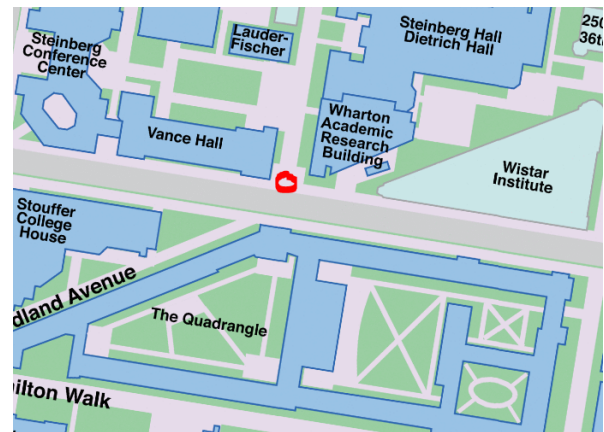 Steinberg
Conference
Center
Lauder-
Fischer
Steinberg Hall
Dietrich Hall
250
36th
Vance Hall
Wharton
Academic
Research
Building
Wistar
Institute
Stouffer
College
House
dland Avenue
The Quadrangle
ilton Walk